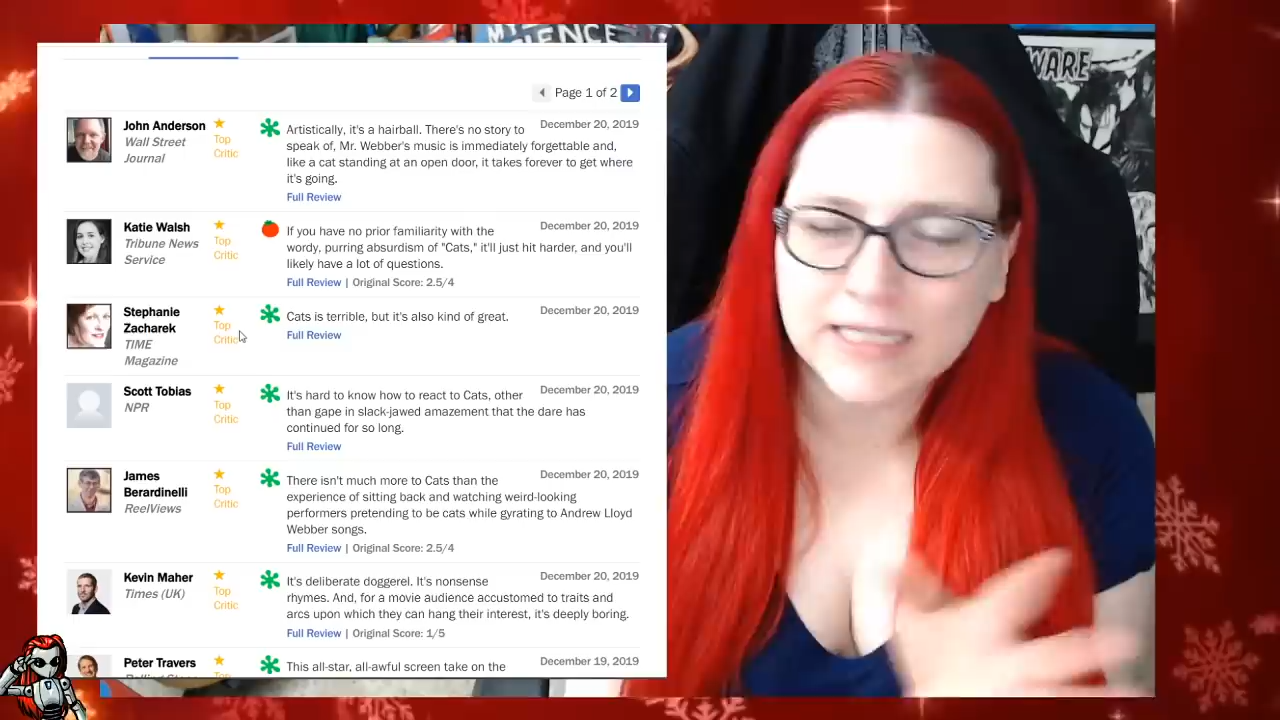 MY
SCIENCE
WARE
Page 1 of 2
John Anderson
Wall Street
Journal
Top
Critic
Artistically, it's a hairball. There's no story to
December 20, 2019
speak of, Mr. Webber's music is immediately forgettable and,
like a cat standing at an open door, it takes forever to get where
it's going.
Full Review
Katie Walsh
Tribune News
Service
Top
Critic
If you have no prior familiarity with the
December 20, 2019
wordy, purring absurdism of "Cats," it'll just hit harder, and you'll
likely have a lot of questions.
Full Review | Original Score: 2.5/4
Stephanie
Zacharek
TIME
Magazine
Top
Critic
Cats is terrible, but it's also kind of great.
December 20, 2019
Full Review
Scott Tobias
NPR
Top
Critic
It's hard to know how to react to Cats, other
December 20, 2019
than gape in slack-jawed amazement that the dare has
continued for so long.
Full Review
James
Berardinelli
ReelViews
Top
Critic
There isn't much more to Cats than the
December 20, 2019
experience of sitting back and watching weird-looking
performers pretending to be cats while gyrating to Andrew Lloyd
Webber songs.
Full Review | Original Score: 2.5/4
Kevin Maher
Times (UK)
Top
Critic
It's deliberate doggerel. It's nonsense
December 20, 2019
rhymes. And, for a movie audience accustomed to traits and
arcs upon which they can hang their interest, it's deeply boring.
Full Review | Original Score: 1/5
Peter Travers
This all-star, all-awful screen take on the
December 19, 2019